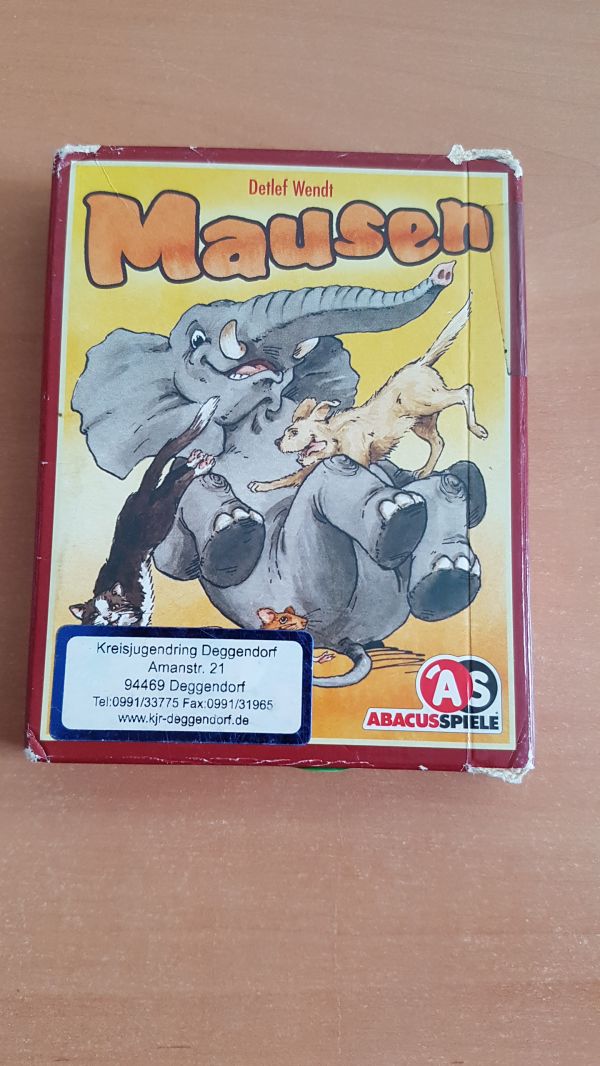 Detlef Wendt
Mausen
Kreisjugendring Deggendorf
Amanstr. 21
94469 Deggendorf
Tel:0991/33775 Fax:0991/31965
www.kjr-deggendorf.de
AS
ABACUSSPIELE